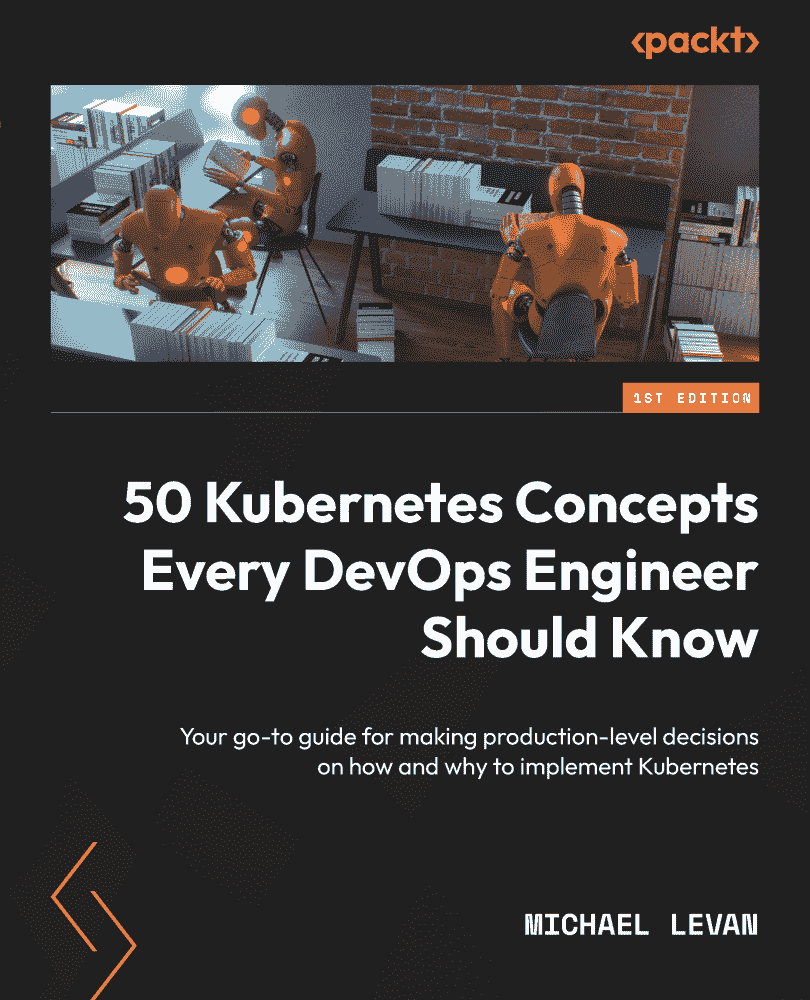 <packt>
1ST EDITION
50 Kubernetes Concepts
Every DevOps Engineer
Should Know
Your go-to guide for making production-level decisions
on how and why to implement Kubernetes
MICHAEL LEVAN